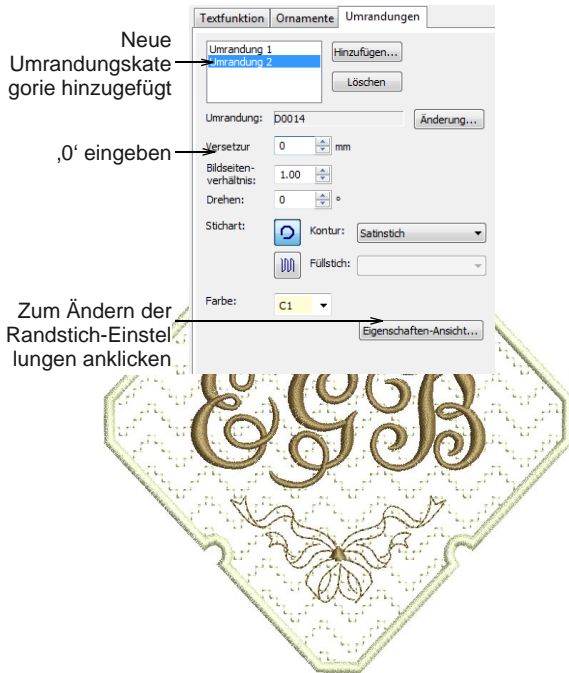 Textfunktion Ornamente Umrandungen
Neue
Umrandungskate
gorie hinzugefügt
Umrandung 1
Umrandung 2
Hinzufügen...
Löschen
Umrandung: D0014 Änderung...
‚0‘ eingeben
Versetzur 0 mm
Bildseiten-
verhältnis: 1.00
Drehen: 0 °
Stichart: Kontur: Satinstich
Füllstich:
Zum Ändern der
Randstich-Einstel
lungen anklicken
Farbe: C1
Eigenschaften-Ansicht...
EGB